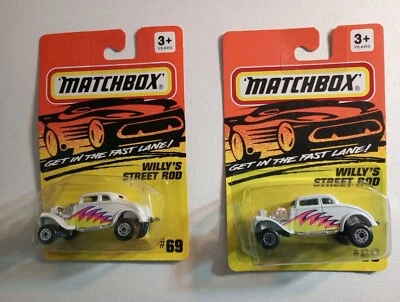 3+
YEARS
MATCHBOX®
GET IN THE FAST LANE!
WILLY'S
STREET ROD
#69
3+
YEARS
MATCHBOX®
GET IN THE FAST LANE!
WILLY'S
STREET ROD